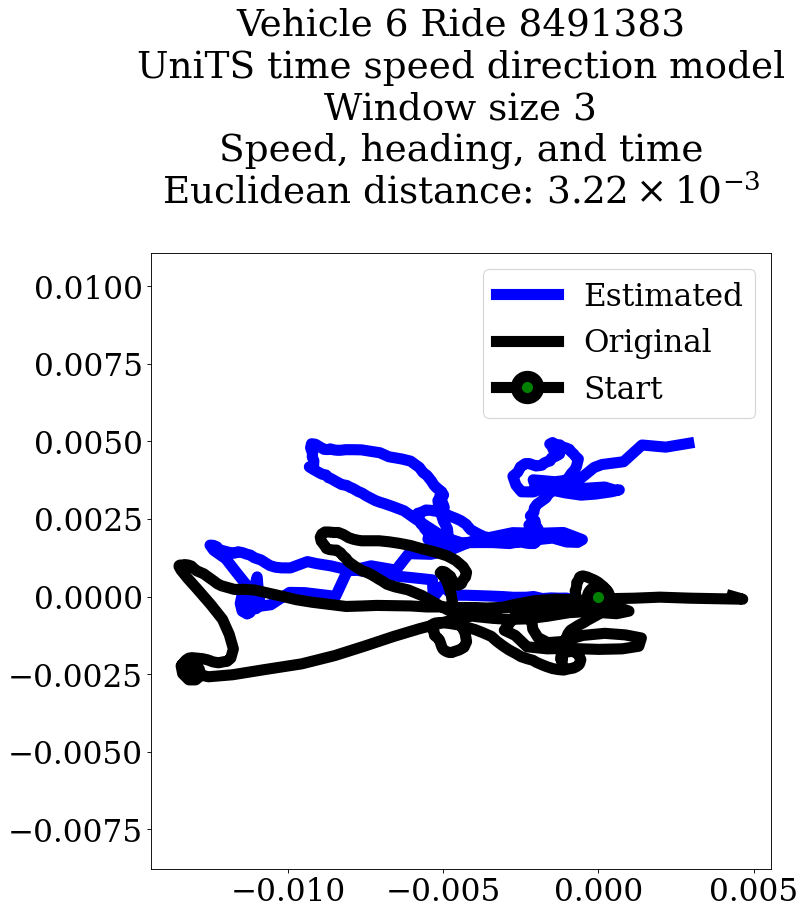 Vehicle 6 Ride 8491383
UniTS time speed direction model
Window size 3
Speed, heading, and time
Euclidean distance: 3.22 × 10⁻³
Estimated
Original
Start
0.0100
0.0075
0.0050
0.0025
0.0000
−0.0025
−0.0050
−0.0075
−0.010 −0.005 0.000 0.005